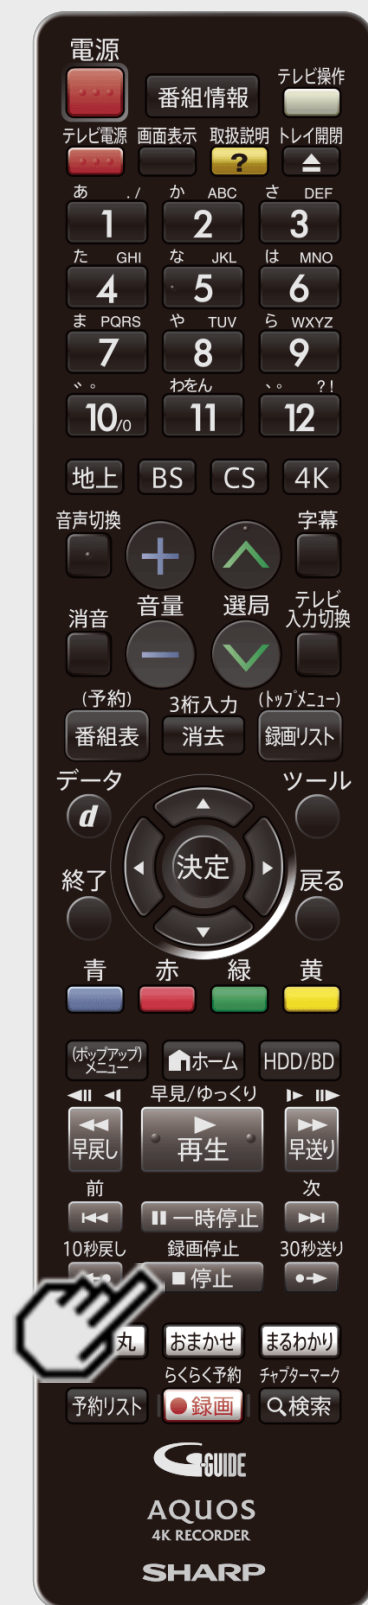 電源
番組情報
テレビ操作
テレビ電源 画面表示 取扱説明 トレイ開閉
?
あ ./ か ABC さ DEF
1 2 3
た GHI な JKL は MNO
4 5 6
ま PQRS や TUV ら WXYZ
7 8 9
゛゜ わをん 、。 ?!
10/0 11 12
地上 BS CS 4K
音声切換 字幕
+
音量 選局
消音 テレビ
入力切換
−
(予約) 3桁入力 (トップメニュー)
番組表 消去 録画リスト
データ ツール
d
決定
終了 戻る
青 赤 緑 黄
(ポップアップ)
メニュー
ホーム HDD/BD
早見/ゆっくり
早戻し 再生 早送り
前 次
一時停止
10秒戻し 録画停止 30秒送り
停止
丸 おまかせ まるわかり
らくらく予約 チャプターマーク
予約リスト 録画 検索
G-GUIDE
AQUOS
4K RECORDER
SHARP